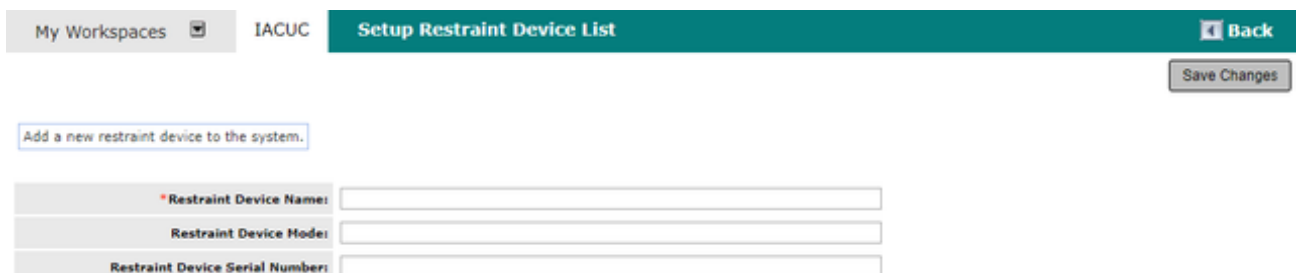 My Workspaces IACUC Setup Restraint Device List Back
Save Changes
Add a new restraint device to the system.
*Restraint Device Name:
Restraint Device Mode:
Restraint Device Serial Number: